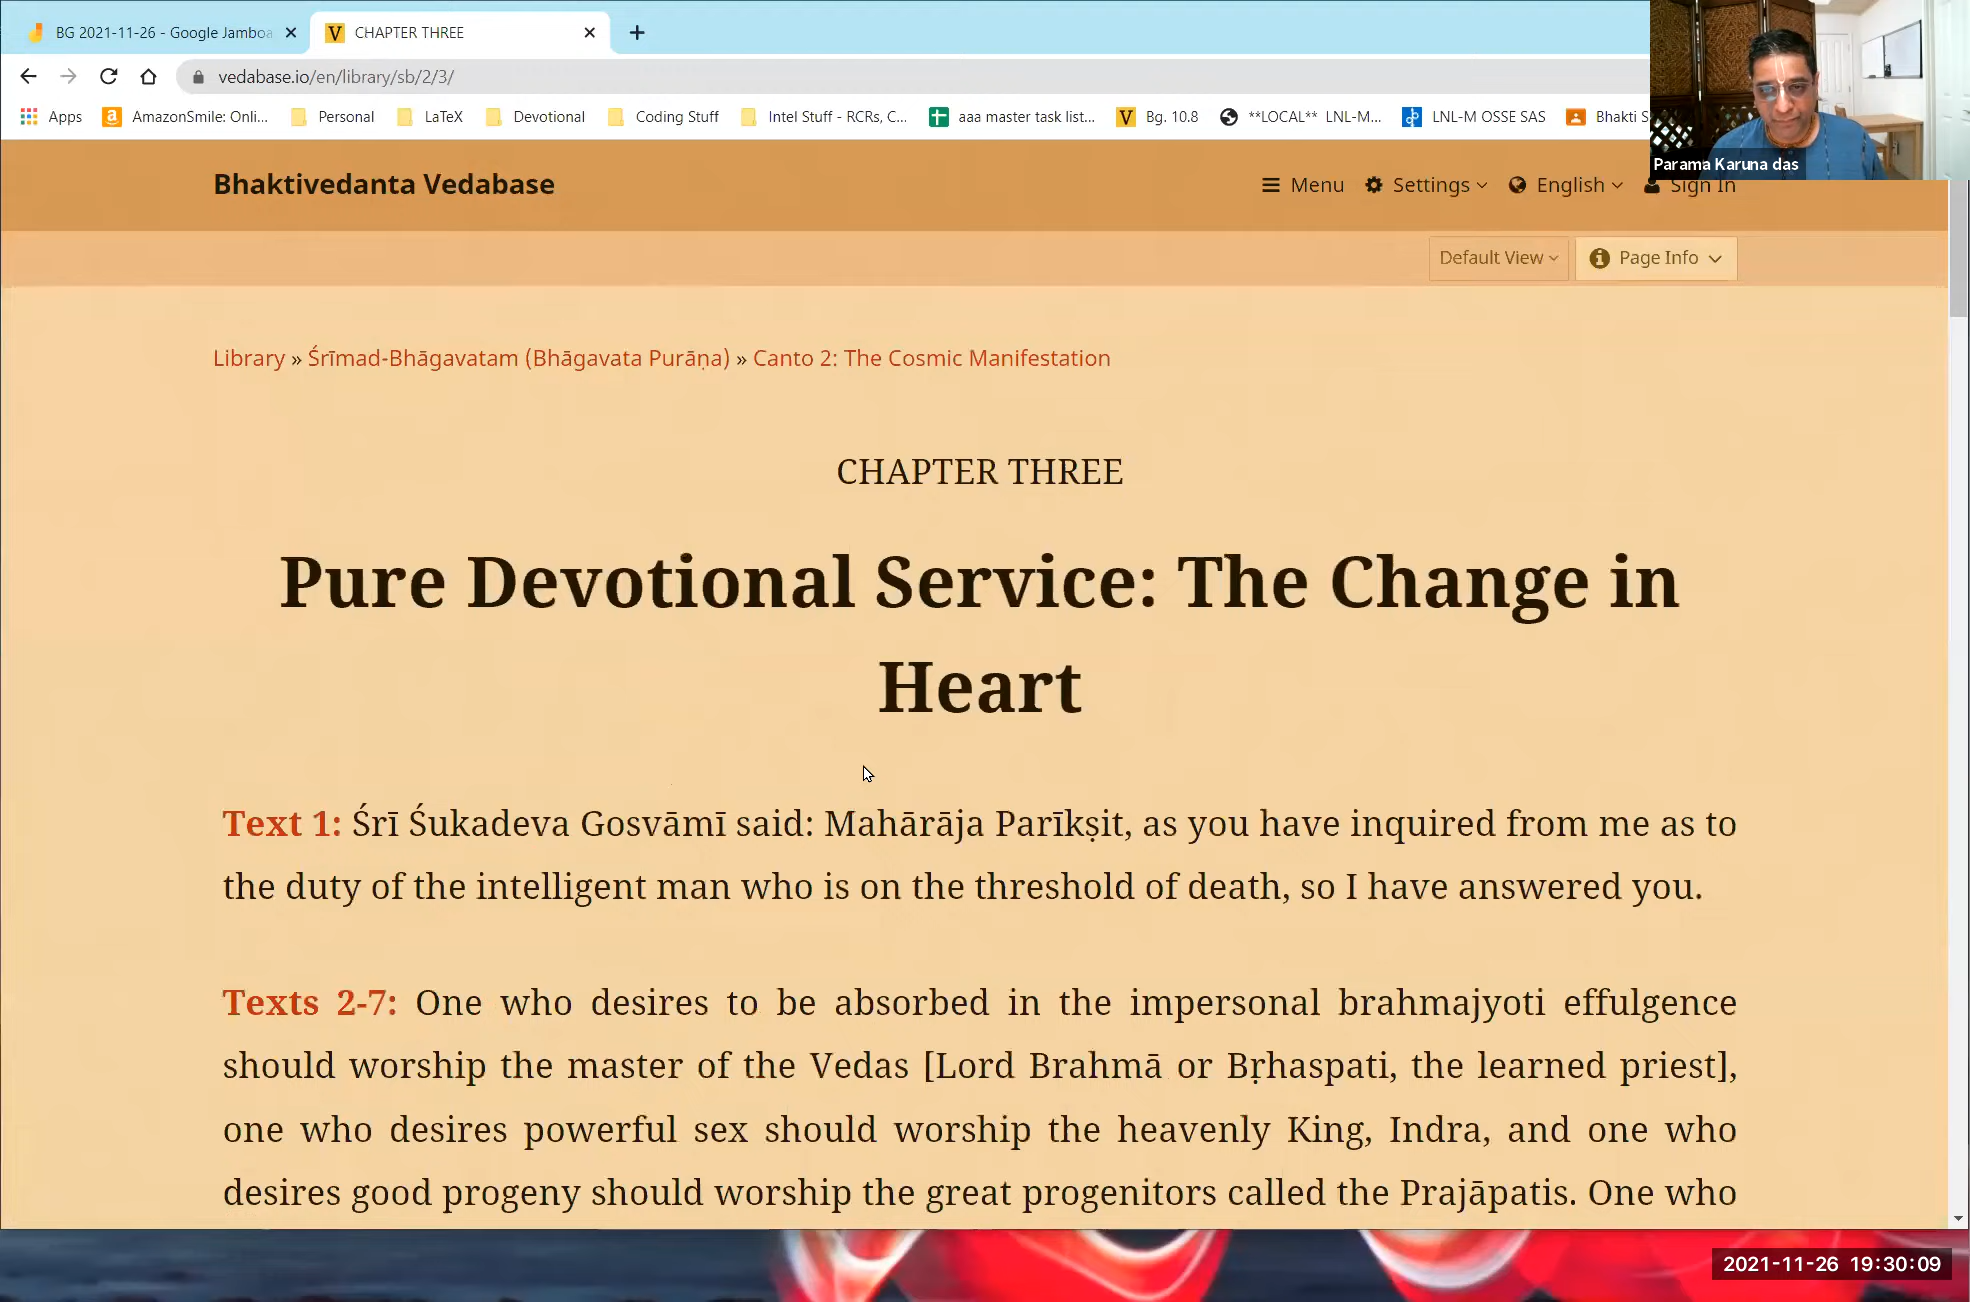 BG 2021-11-26 - Google Jamboa
CHAPTER THREE
vedabase.io/en/library/sb/2/3/
Apps
AmazonSmile: Onli...
Personal
LaTeX
Devotional
Coding Stuff
Intel Stuff - RCRs, C...
aaa master task list...
Bg. 10.8
**LOCAL** LNL-M...
LNL-M OSSE SAS
Bhakti S
Parama Karuna das
Bhaktivedanta Vedabase
Menu
Settings
English
Sign In
Default View
Page Info
Library » Śrīmad-Bhāgavatam (Bhāgavata Purāṇa) » Canto 2: The Cosmic Manifestation
CHAPTER THREE
Pure Devotional Service: The Change in
Heart
Text 1: Śrī Śukadeva Gosvāmī said: Mahārāja Parīkṣit, as you have inquired from me as to
the duty of the intelligent man who is on the threshold of death, so I have answered you.
Texts 2-7: One who desires to be absorbed in the impersonal brahmajyoti effulgence
should worship the master of the Vedas [Lord Brahmā or Bṛhaspati, the learned priest],
one who desires powerful sex should worship the heavenly King, Indra, and one who
desires good progeny should worship the great progenitors called the Prajāpatis. One who
2021-11-26 19:30:09